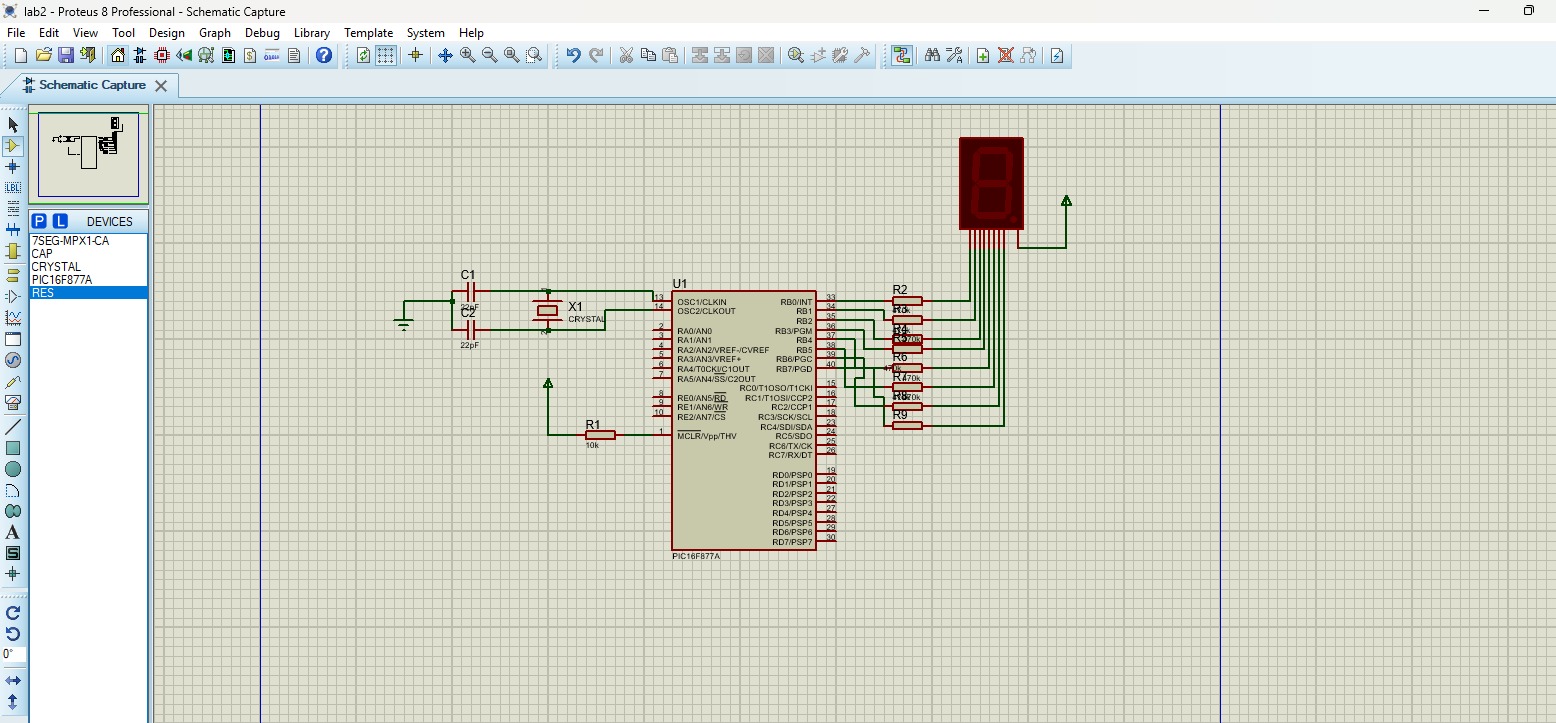 lab2 - Proteus 8 Professional - Schematic Capture
File Edit View Tool Design Graph Debug Library Template System Help
Schematic Capture
P L DEVICES
7SEG-MPX1-CA
CAP
CRYSTAL
PIC16F877A
RES
LBL
A
S
0°
C1
C2
22pF
X1
CRYSTAL
R1
10k
U1
13 OSC1/CLKIN
14 OSC2/CLKOUT
2 RA0/AN0
3 RA1/AN1
4 RA2/AN2/VREF-/CVREF
5 RA3/AN3/VREF+
6 RA4/T0CKI/C1OUT
7 RA5/AN4/SS/C2OUT
8 RE0/AN5/RD
9 RE1/AN6/WR
10 RE2/AN7/CS
1 MCLR/Vpp/THV
RB0/INT 33
RB1 34
RB2 35
RB3/PGM 36
RB4 37
RB5 38
RB6/PGC 39
RB7/PGD 40
RC0/T1OSO/T1CKI 15
RC1/T1OSI/CCP2 16
RC2/CCP1 17
RC3/SCK/SCL 18
RC4/SDI/SDA 23
RC5/SDO 24
RC6/TX/CK 25
RC7/RX/DT 26
RD0/PSP0 19
RD1/PSP1 20
RD2/PSP2 21
RD3/PSP3 22
RD4/PSP4 27
RD5/PSP5 28
RD6/PSP6 29
RD7/PSP7 30
PIC16F877A
R2
R3
R6
R7
R8
R9